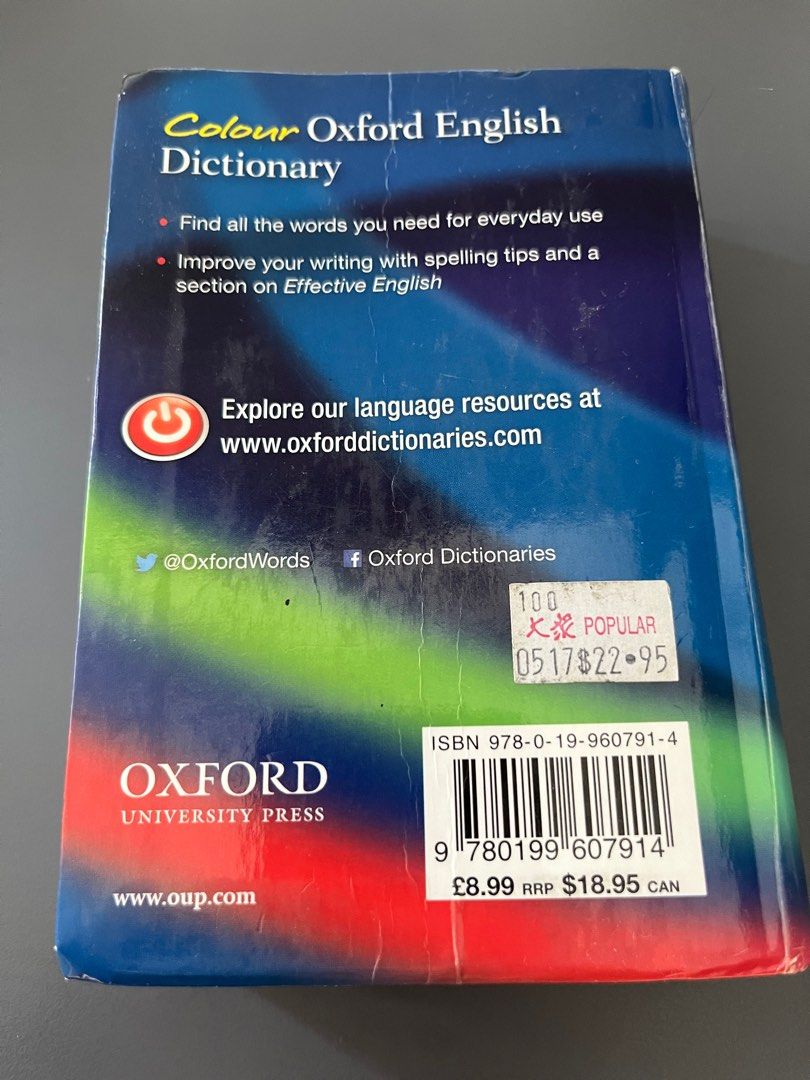 Colour Oxford English
Dictionary
• Find all the words you need for everyday use
• Improve your writing with spelling tips and a
section on Effective English
Explore our language resources at
www.oxforddictionaries.com
@OxfordWords f Oxford Dictionaries
100
大眾 POPULAR
0517$22•95
ISBN 978-0-19-960791-4
9 780199 607914
£8.99 RRP $18.95 CAN
OXFORD
UNIVERSITY PRESS
www.oup.com